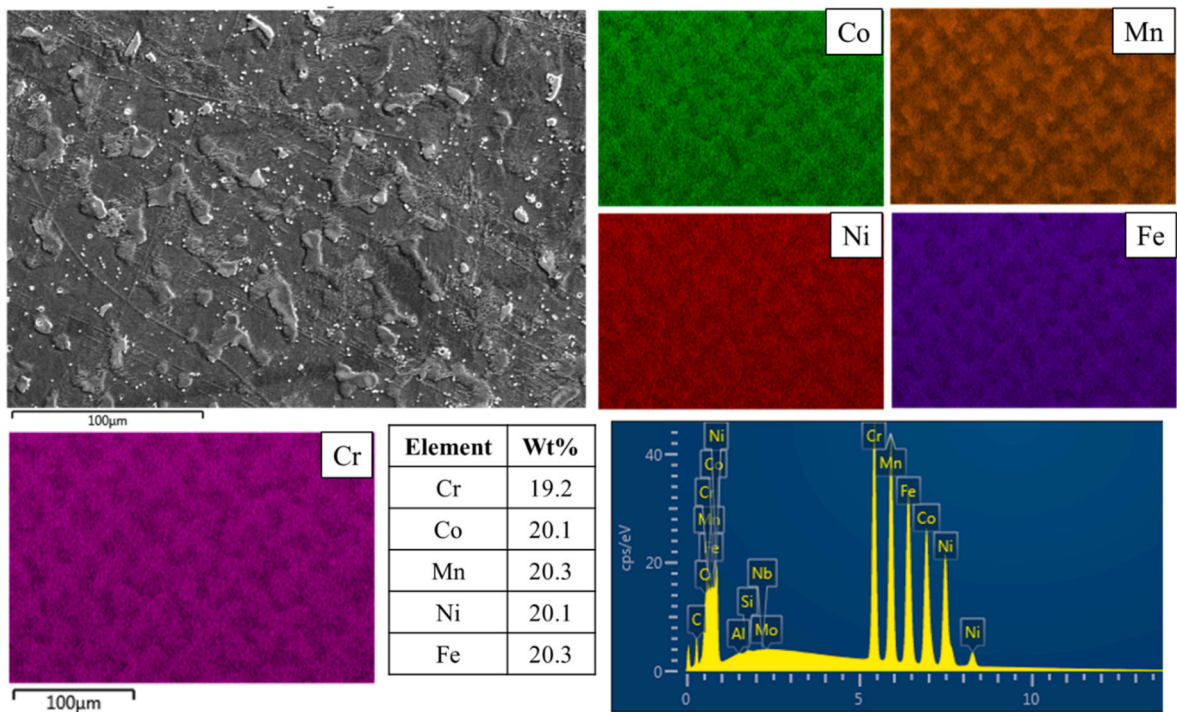 Co
Mn
Ni
Fe
100μm
Cr
100μm
Element Wt%
Cr 19.2
Co 20.1
Mn 20.3
Ni 20.1
Fe 20.3
cps/eV
40
20
0
0 5 10
Ni
Co
Mn
Fe
C
Si
Nb
Al
Mo
Cr
Mn
Fe
Co
Ni
Ni